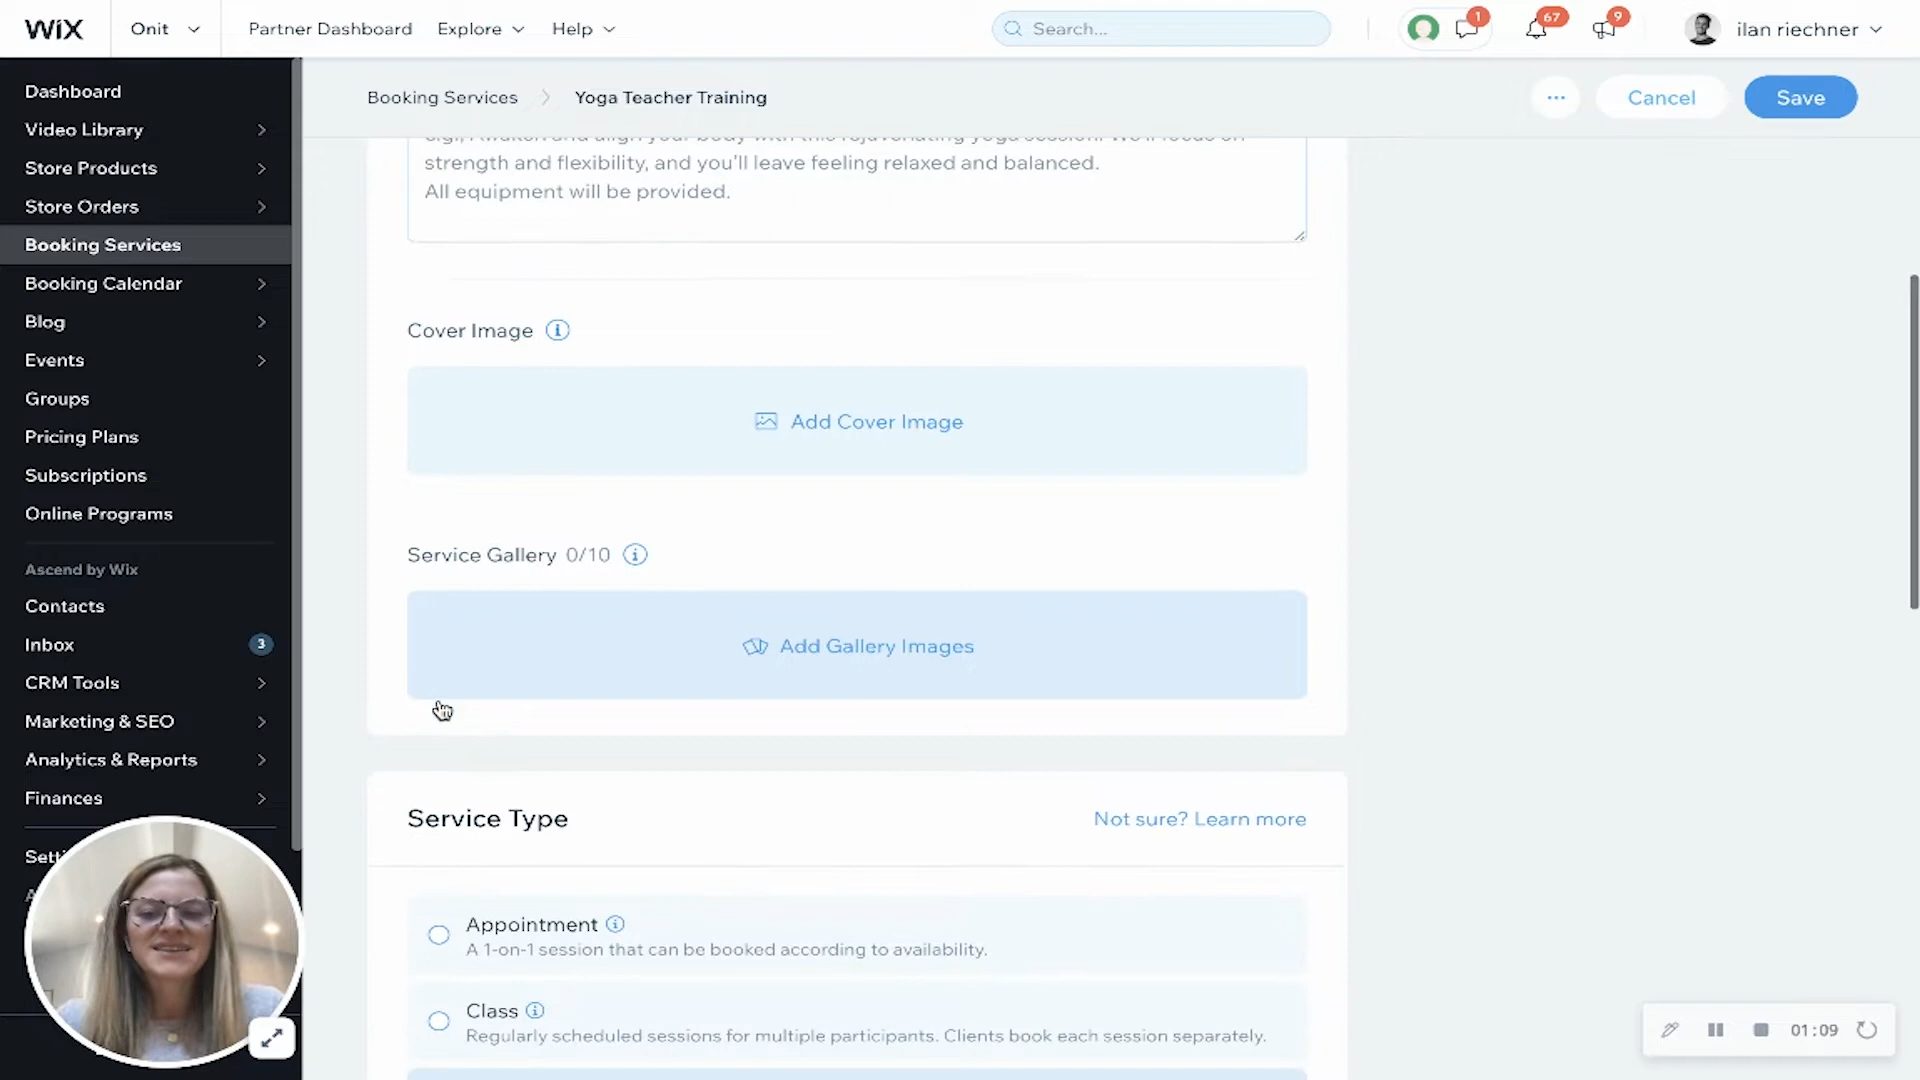 WiX
Onit
Partner Dashboard
Explore
Help
Search...
1
67
9
ilan riechner
Booking Services
Yoga Teacher Training
Cancel
Save
Dashboard
Video Library
Store Products
Store Orders
Booking Services
Booking Calendar
Blog
Events
Groups
Pricing Plans
Subscriptions
Online Programs
Ascend by Wix
Contacts
Inbox
3
CRM Tools
Marketing & SEO
Analytics & Reports
Finances
strength and flexibility, and you'll leave feeling relaxed and balanced.
All equipment will be provided.
Cover Image
Add Cover Image
Service Gallery 0/10
Add Gallery Images
Service Type
Not sure? Learn more
Appointment
A 1-on-1 session that can be booked according to availability.
Class
Regularly scheduled sessions for multiple participants. Clients book each session separately.
01:09